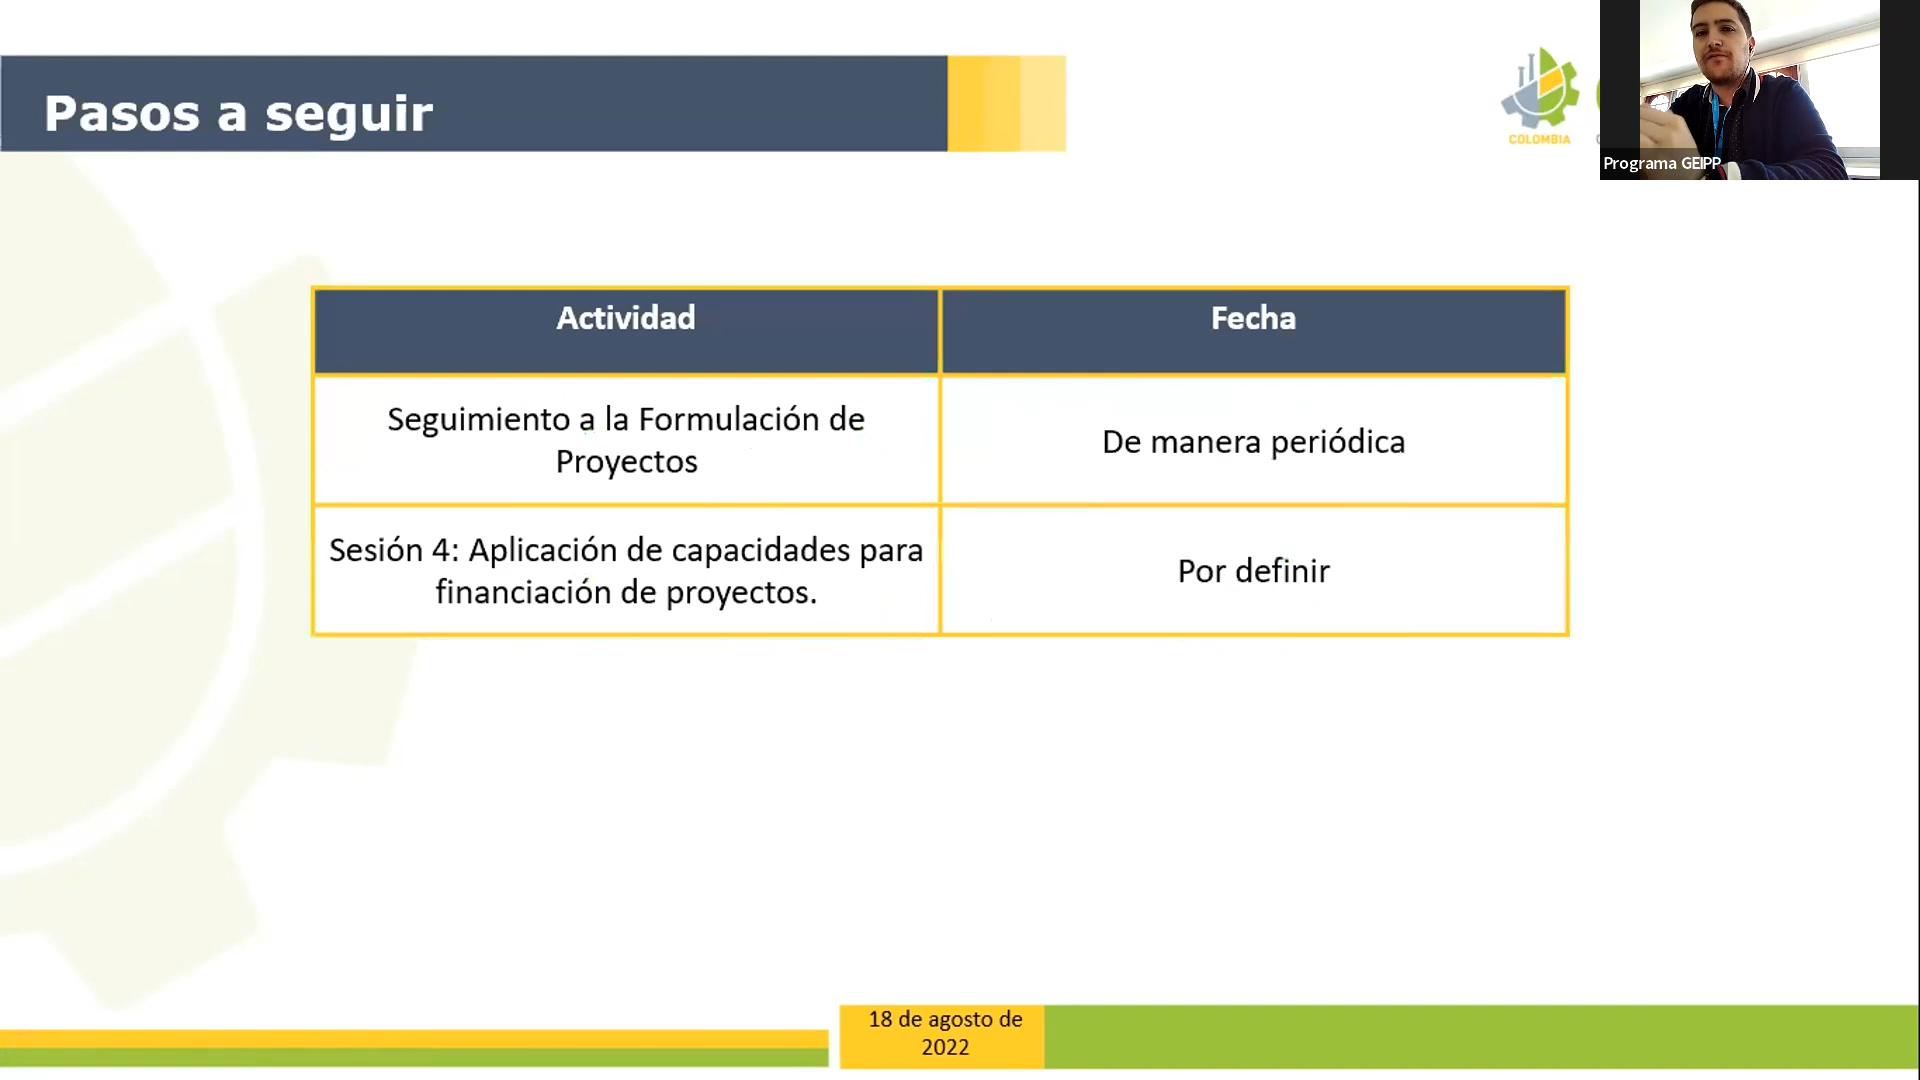 Pasos a seguir
COLOMBIA
Programa GEIPP
Actividad
Fecha
Seguimiento a la Formulación de
Proyectos
De manera periódica
Sesión 4: Aplicación de capacidades para
financiación de proyectos.
Por definir
18 de agosto de
2022